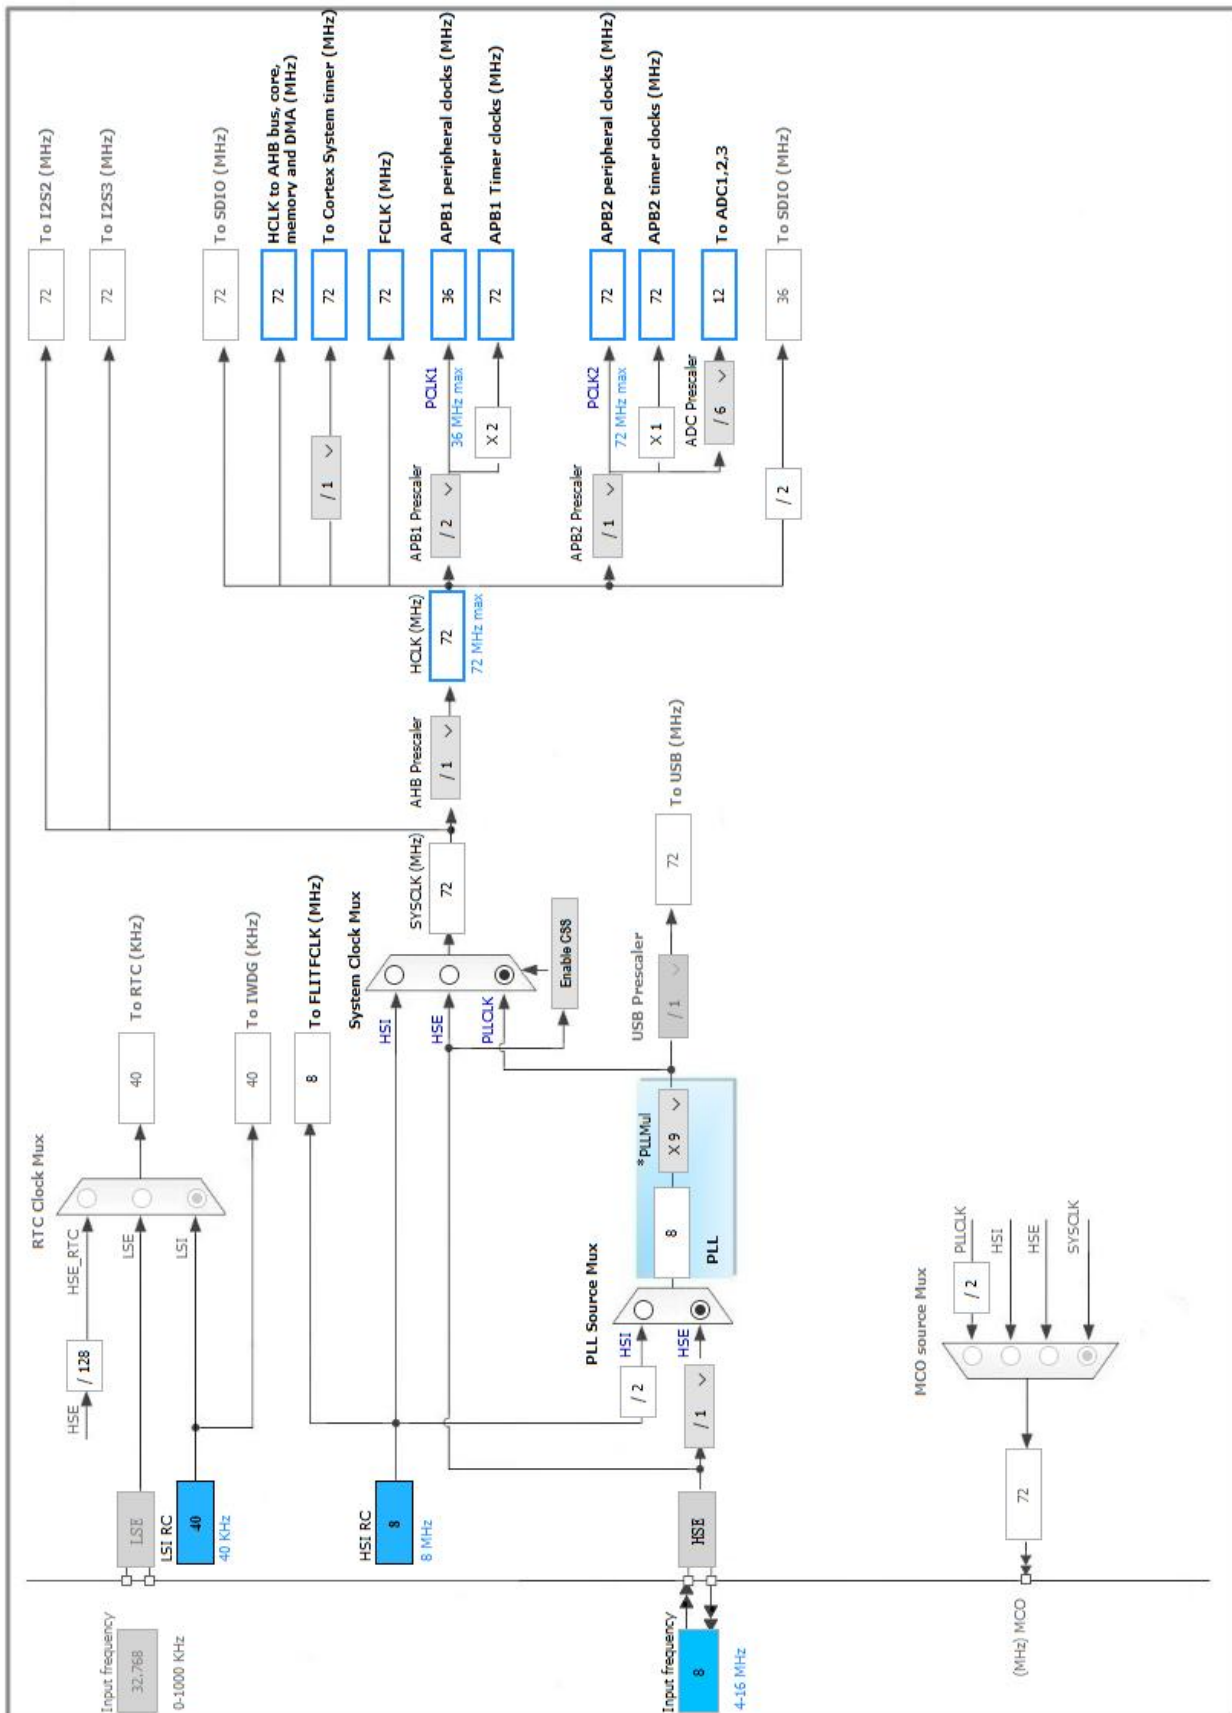 RTC Clock Mux
HSE
/ 128
HSE_RTC
Input frequency
32.768
0-1000 KHz
LSE
LSE
40
To RTC (KHz)
LSI RC
40
40 KHz
LSI
40
To IWDG (KHz)
8
To FLITFCLK (MHz)
HSI RC
8
8 MHz
System Clock Mux
HSI
HSE
PLLCLK
Enable CSS
SYSCLK (MHz)
72
AHB Prescaler
/ 1
HCLK (MHz)
72
72 MHz max
72
To I2S2 (MHz)
72
To I2S3 (MHz)
72
To SDIO (MHz)
72
HCLK to AHB bus, core,
memory and DMA (MHz)
/ 1
72
To Cortex System timer (MHz)
72
FCLK (MHz)
APB1 Prescaler
/ 2
PCLK1
36 MHz max
36
APB1 peripheral clocks (MHz)
X 2
72
APB1 Timer clocks (MHz)
APB2 Prescaler
/ 1
PCLK2
72 MHz max
72
APB2 peripheral clocks (MHz)
X 1
72
APB2 timer clocks (MHz)
ADC Prescaler
/ 6
12
To ADC1,2,3
/ 2
36
To SDIO (MHz)
PLL Source Mux
/ 2
HSI
HSE
Input frequency
8
4-16 MHz
HSE
/ 1
8
*PLLMul
X 9
PLL
USB Prescaler
/ 1
72
To USB (MHz)
MCO source Mux
(MHz) MCO
72
/ 2
PLLCLK
HSI
HSE
SYSCLK